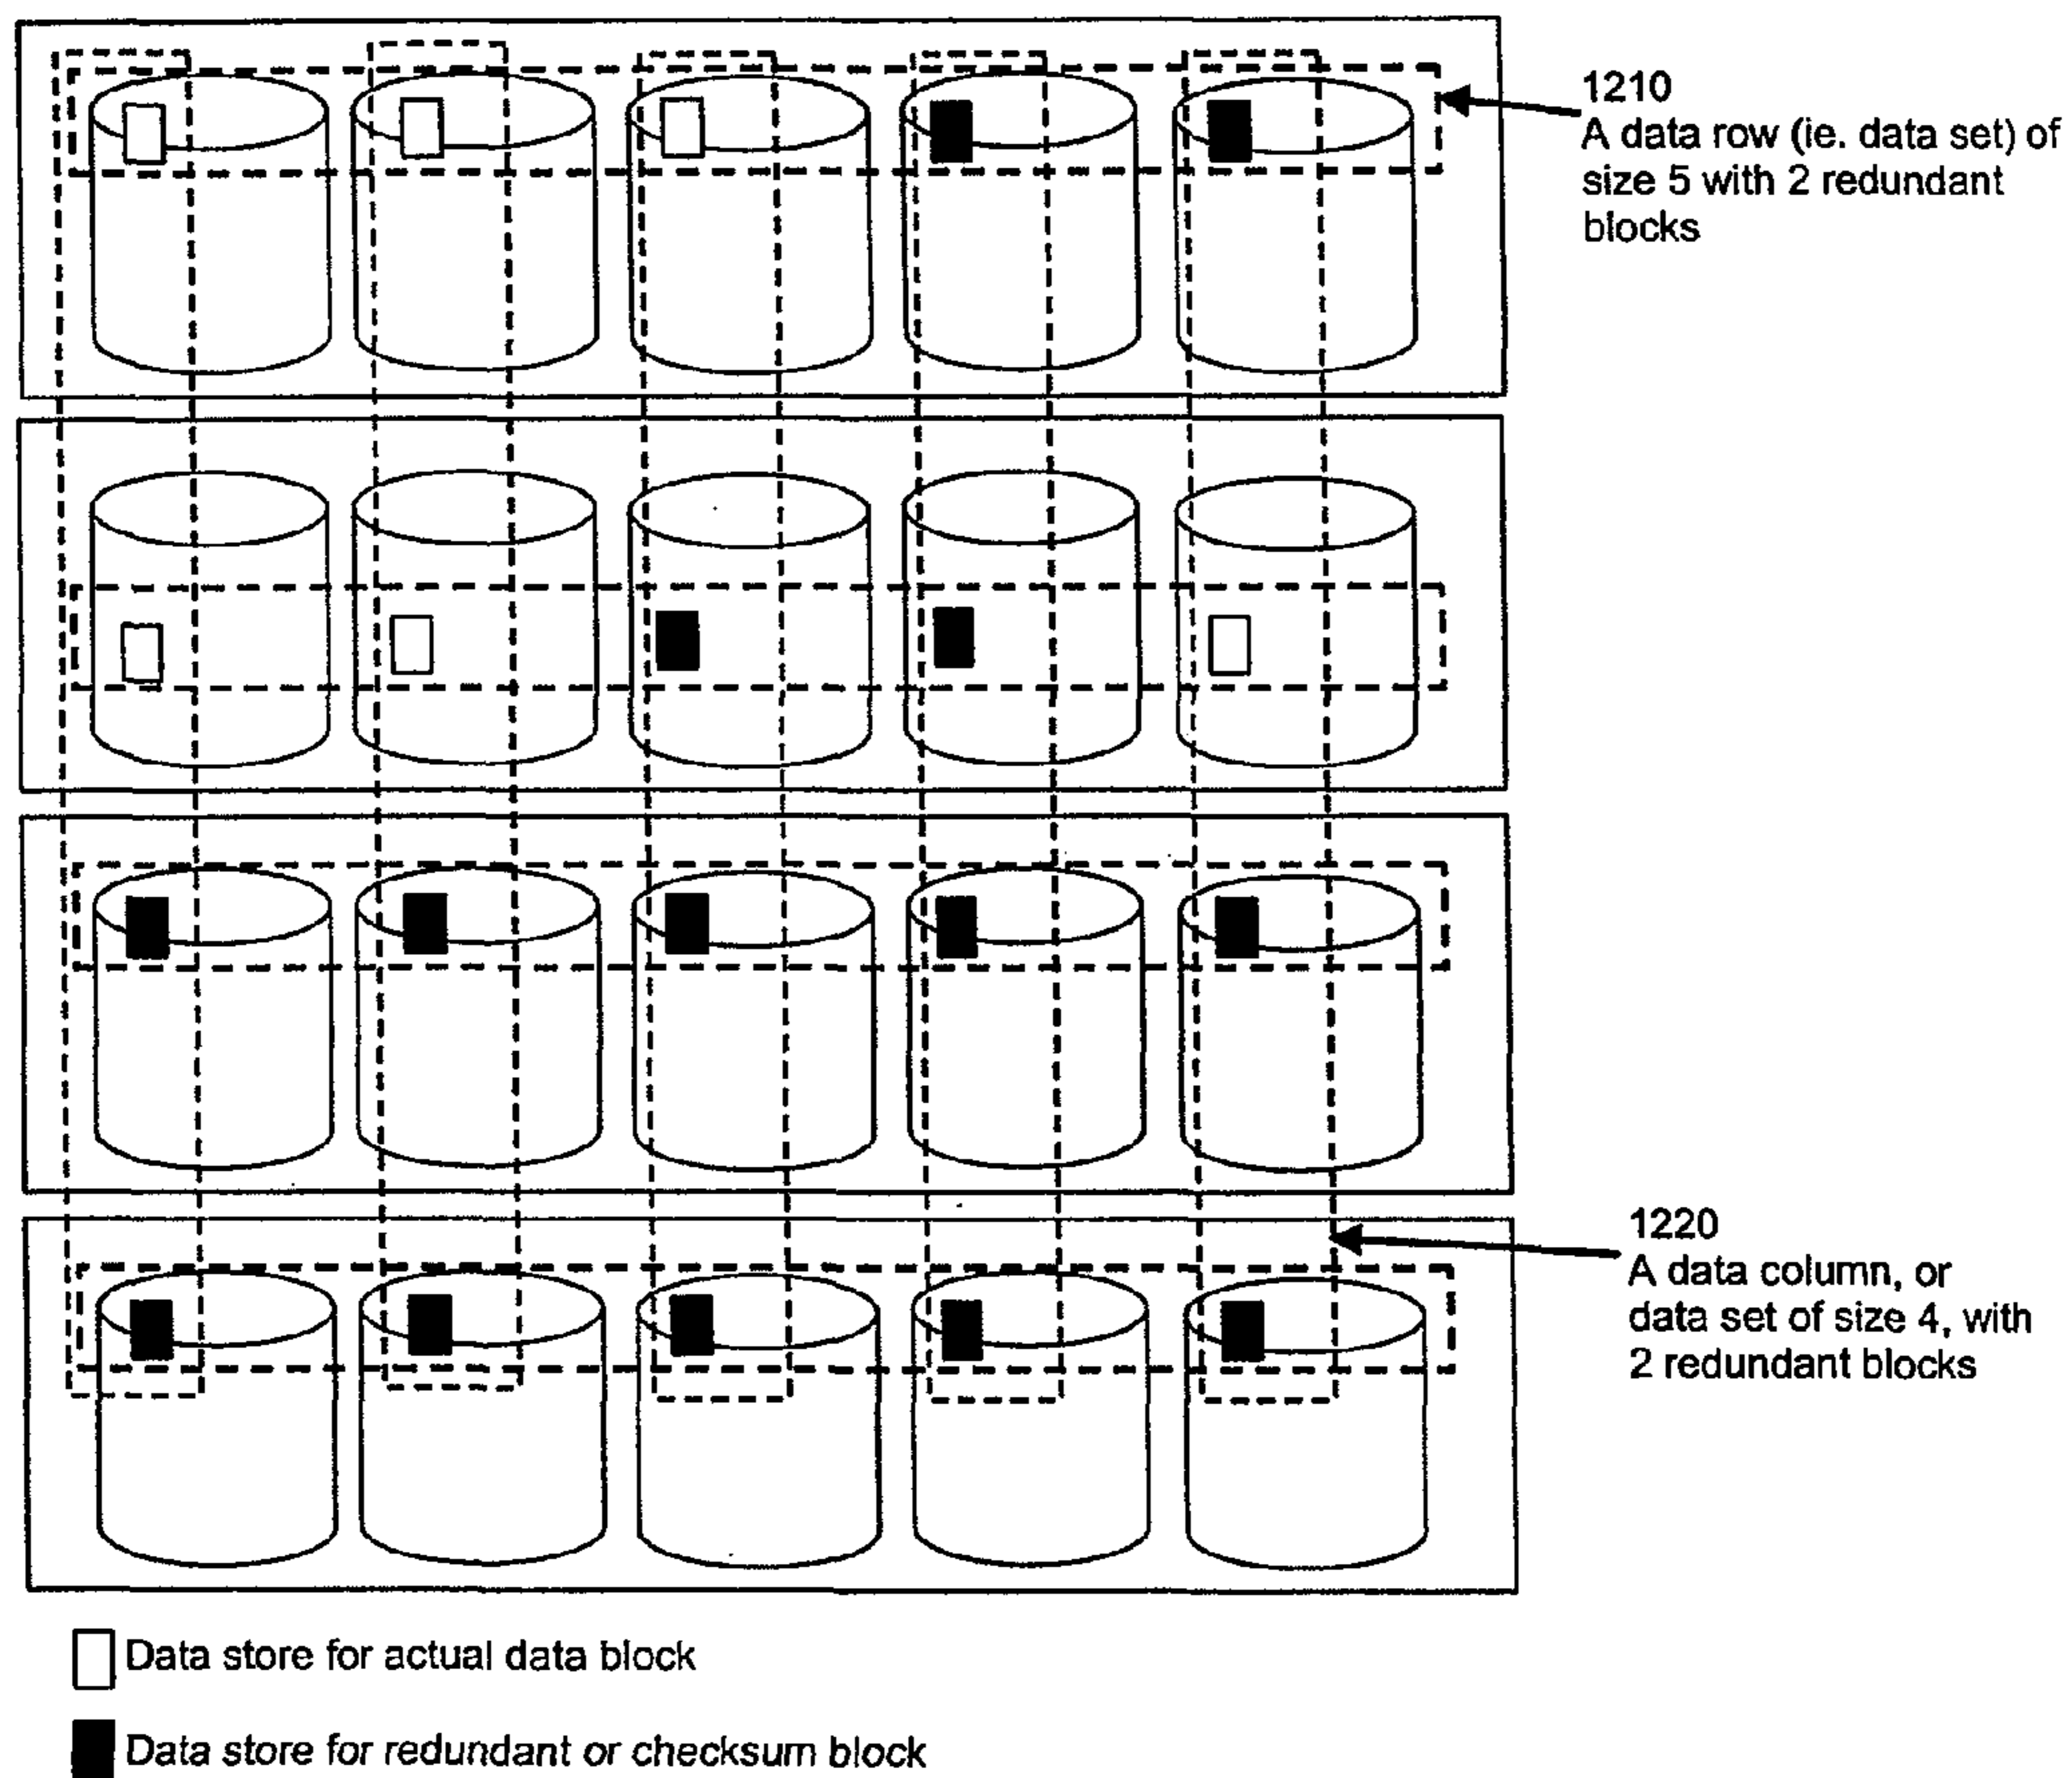 1210
A data row (ie. data set) of
size 5 with 2 redundant
blocks
1220
A data column, or
data set of size 4, with
2 redundant blocks
Data store for actual data block
Data store for redundant or checksum block